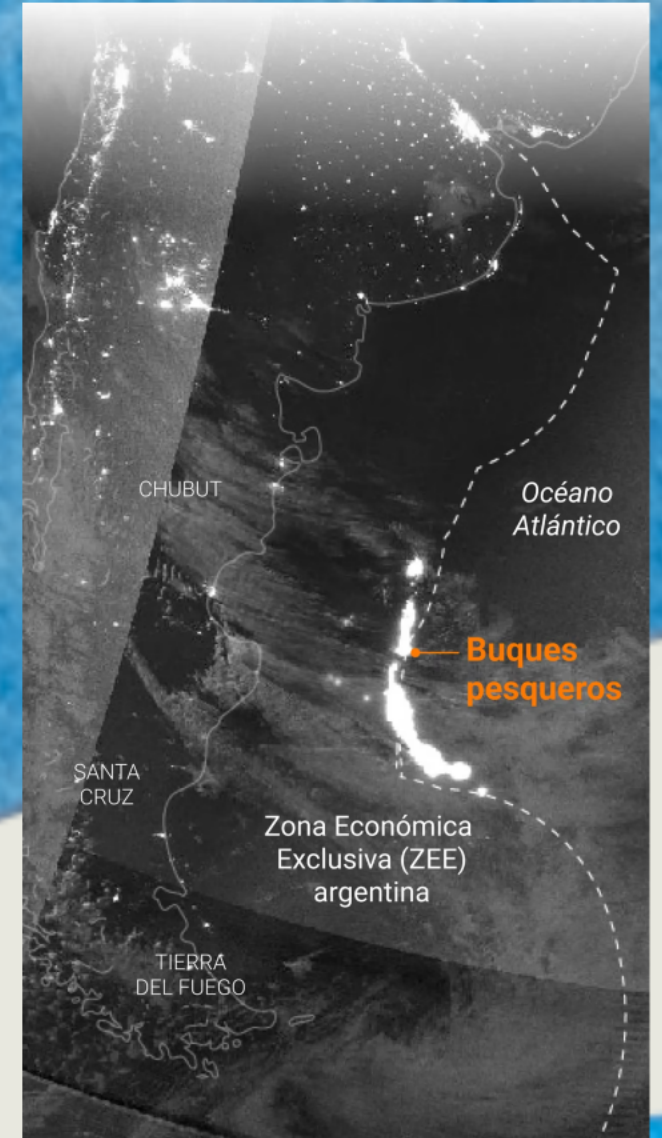 CHUBUT
Océano
Atlántico
Buques
pesqueros
SANTA
CRUZ
Zona Económica
Exclusiva (ZEE)
argentina
TIERRA
DEL FUEGO